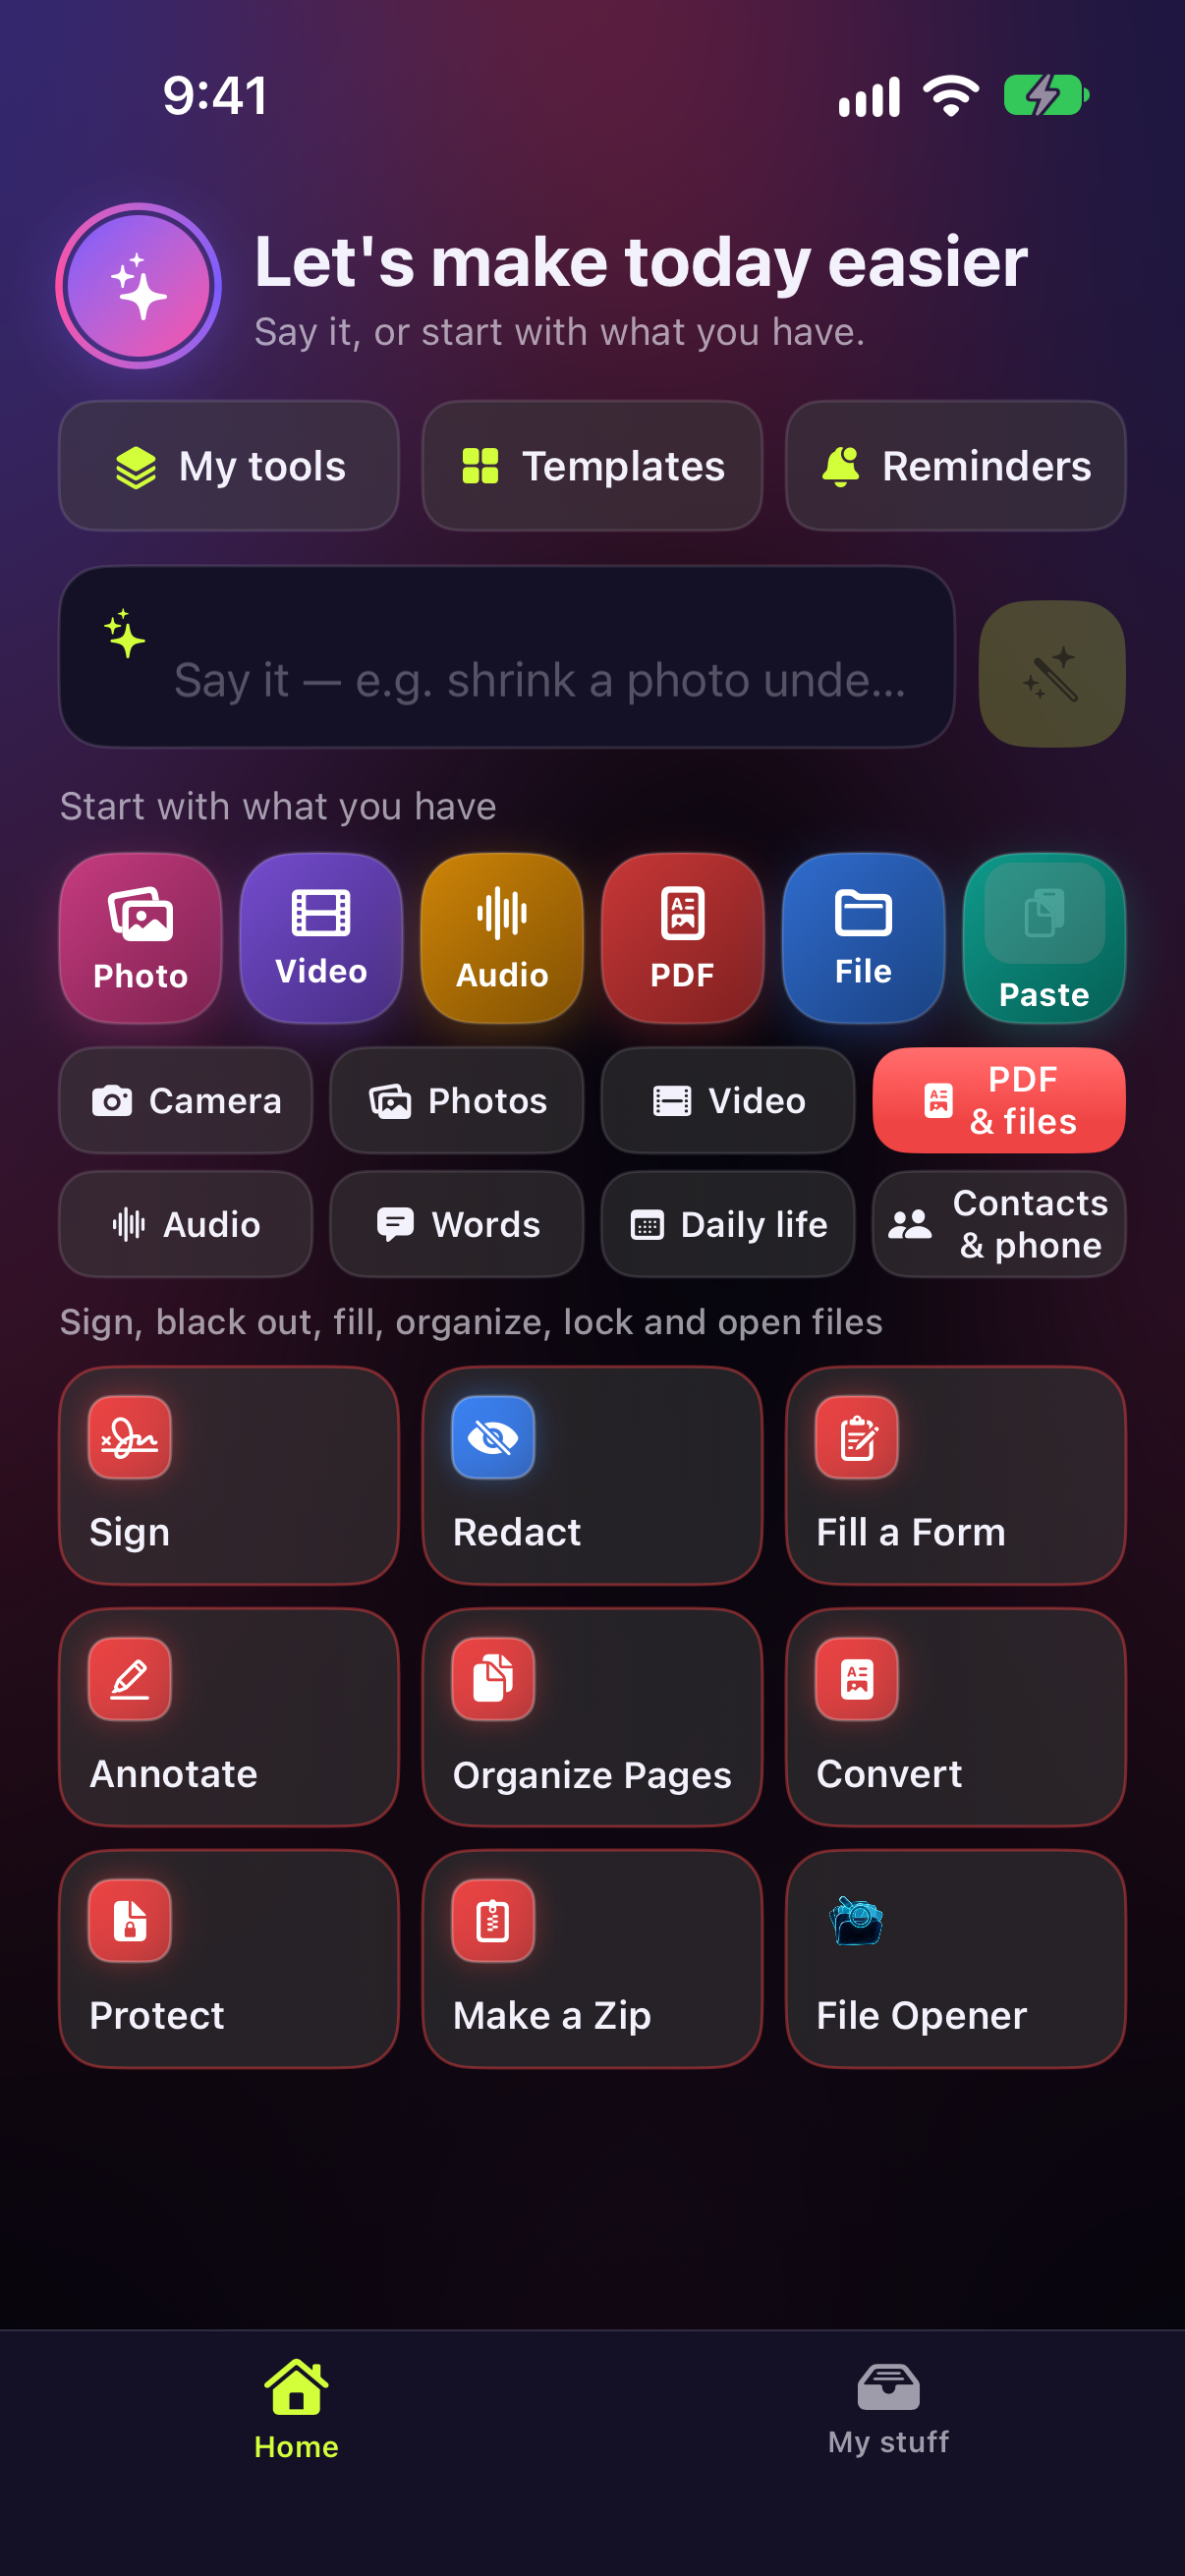 9:41
Let's make today easier
Say it, or start with what you have.
My tools
Templates
Reminders
Say it — e.g. shrink a photo unde...
Start with what you have
Photo
Video
Audio
PDF
File
Paste
Camera
Photos
Video
PDF
& files
Audio
Words
Daily life
Contacts
& phone
Sign, black out, fill, organize, lock and open files
Sign
Redact
Fill a Form
Annotate
Organize Pages
Convert
Protect
Make a Zip
File Opener
Home
My stuff